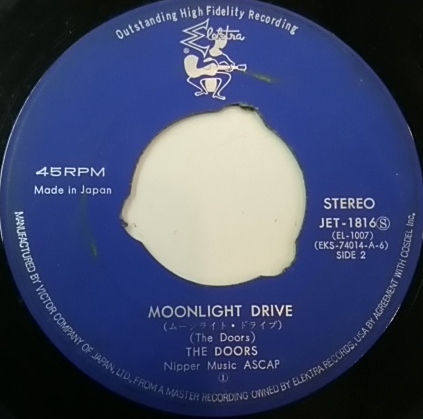 Outstanding High Fidelity Recording
Elektra
®
45RPM
Made in Japan
STEREO
JET-1816Ⓢ
(EL-1007)
(EKS-74014-A-6)
SIDE 2
MOONLIGHT DRIVE
(ムーンライト・ドライブ)
(The Doors)
THE DOORS
Nipper Music ASCAP
①
MANUFACTURED BY VICTOR COMPANY OF JAPAN, LTD., FROM A MASTER RECORDING OWNED BY ELEKTRA RECORDS, USA BY AGREEMENT WITH COSDEL Inc.